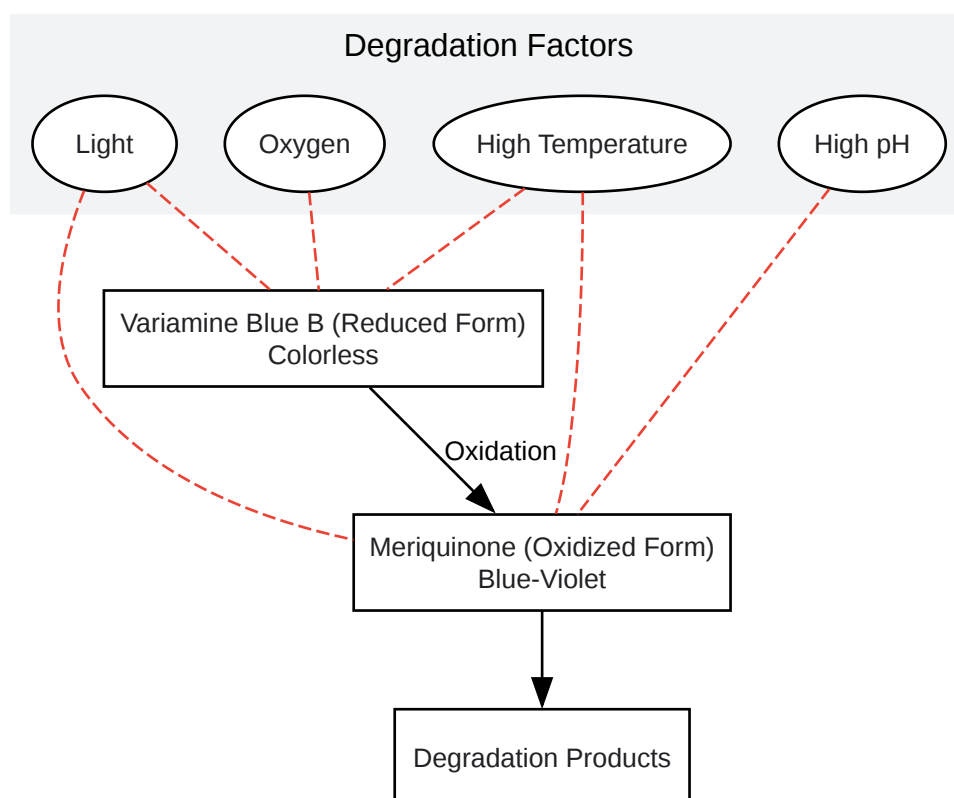 Degradation Factors
Light
Oxygen
High Temperature
High pH
Variamine Blue B (Reduced Form)
Colorless
Oxidation
Meriquinone (Oxidized Form)
Blue-Violet
Degradation Products